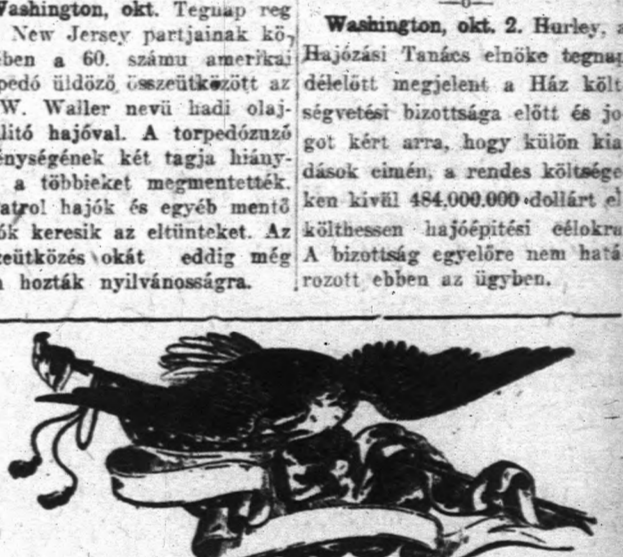 Washington, okt. Tegnap reg
New Jersey partjainak kö-
ben a 60. számu amerikai
pedó üldöző összeütközött az
W. Waller nevü hadi olaj-
litó hajóval. A torpedózuzó
énységének két tagja hiány-
a többieket megmentették.
atrol hajók és egyéb mentő
ók keresik az eltünteket. Az
zeütközés okát eddig még
hozták nyilvánosságra.
Washington, okt. 2. Hurley, a
Hajózási Tanács elnöke tegnap
délelőtt megjelent a Ház költ
ségvetési bizottsága előtt és jo
got kért arra, hogy külön kia
dások cimén, a rendes költsége
ken kivül 484,000.000 dollárt el
költhessen hajóépitési célokra
A bizottság egyelőre nem hatá
rozott ebben az ügyben.